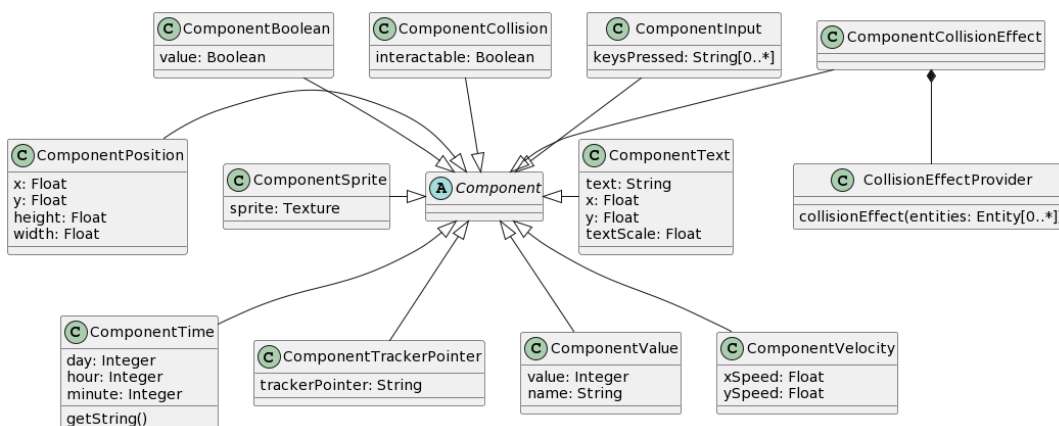 C ComponentBoolean
value: Boolean
C ComponentCollision
interactable: Boolean
C ComponentInput
keysPressed: String[0..*]
C ComponentCollisionEffect
C ComponentPosition
x: Float
y: Float
height: Float
width: Float
C ComponentSprite
sprite: Texture
A Component
C ComponentText
text: String
x: Float
y: Float
textScale: Float
C CollisionEffectProvider
collisionEffect(entities: Entity[0..*])
C ComponentTime
day: Integer
hour: Integer
minute: Integer
getString()
C ComponentTrackerPointer
trackerPointer: String
C ComponentValue
value: Integer
name: String
C ComponentVelocity
xSpeed: Float
ySpeed: Float